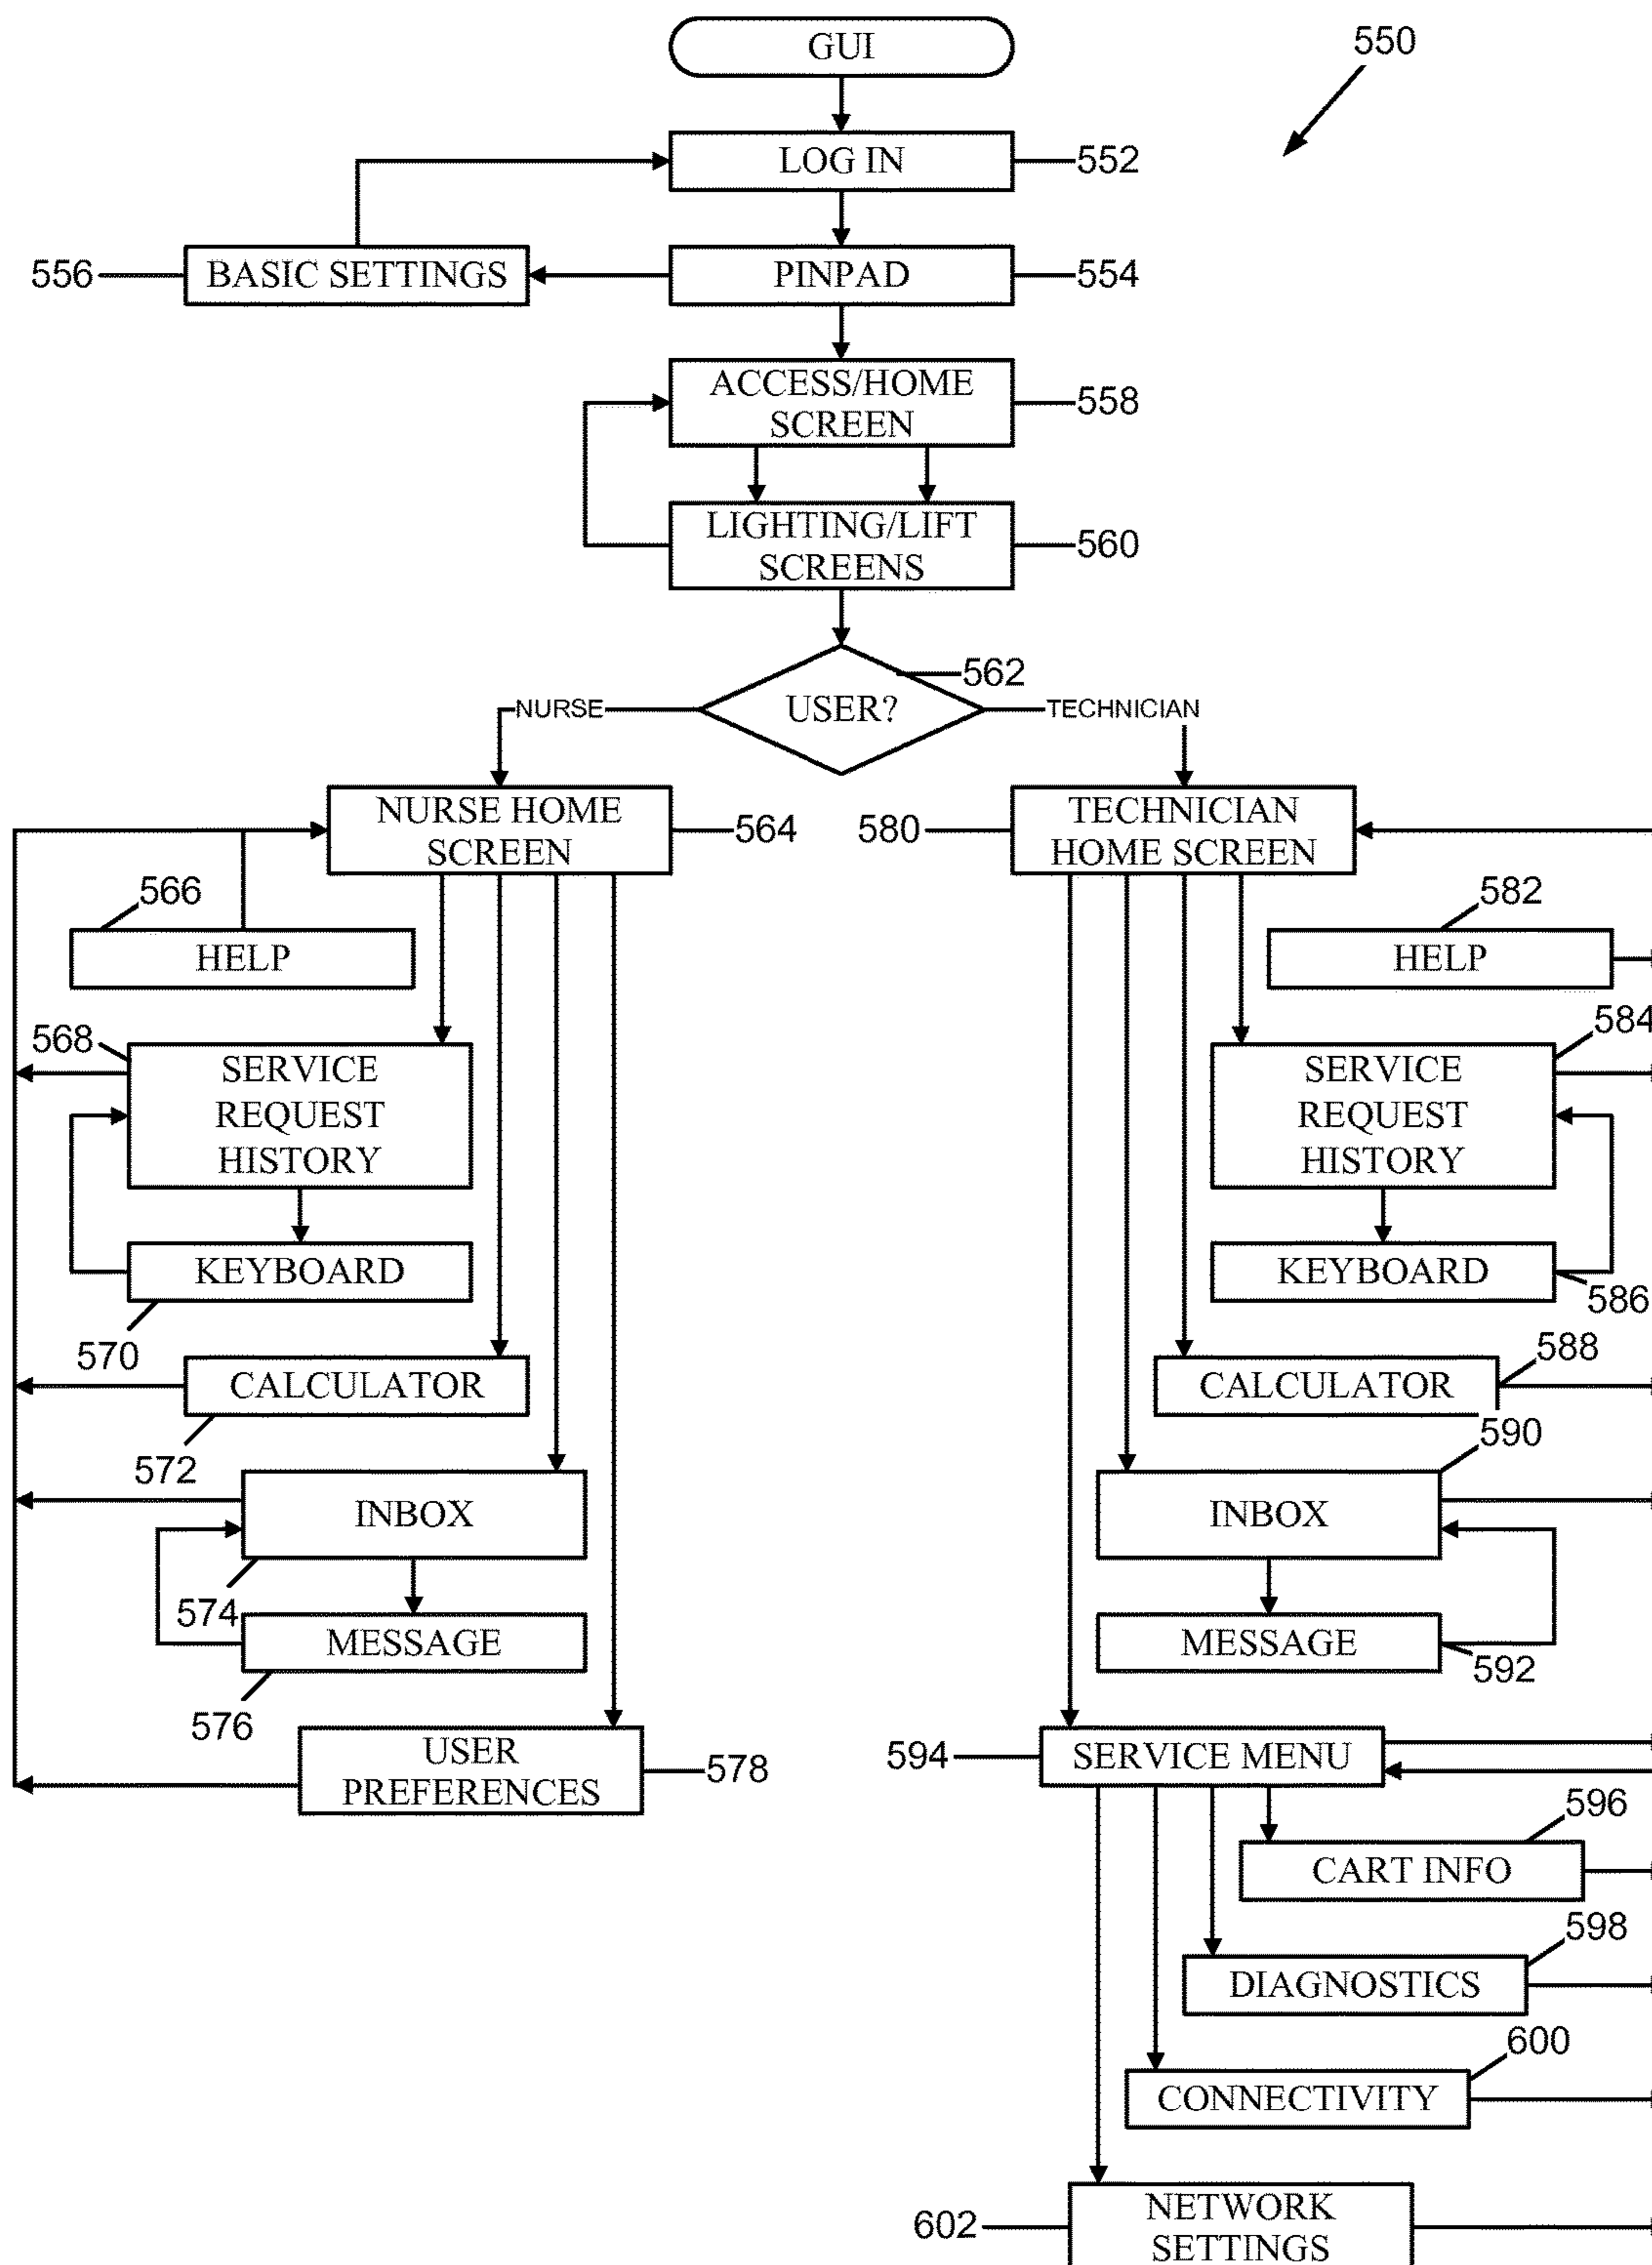 GUI
550
LOG IN
552
556
BASIC SETTINGS
PINPAD
554
ACCESS/HOME
SCREEN
558
LIGHTING/LIFT
SCREENS
560
562
NURSE
USER?
TECHNICIAN
NURSE HOME
SCREEN
564
580
TECHNICIAN
HOME SCREEN
566
HELP
582
HELP
568
SERVICE
REQUEST
HISTORY
584
SERVICE
REQUEST
HISTORY
KEYBOARD
570
KEYBOARD
586
CALCULATOR
572
588
CALCULATOR
590
INBOX
574
INBOX
MESSAGE
576
MESSAGE
592
USER
PREFERENCES
578
594
SERVICE MENU
596
CART INFO
598
DIAGNOSTICS
600
CONNECTIVITY
602
NETWORK
SETTINGS